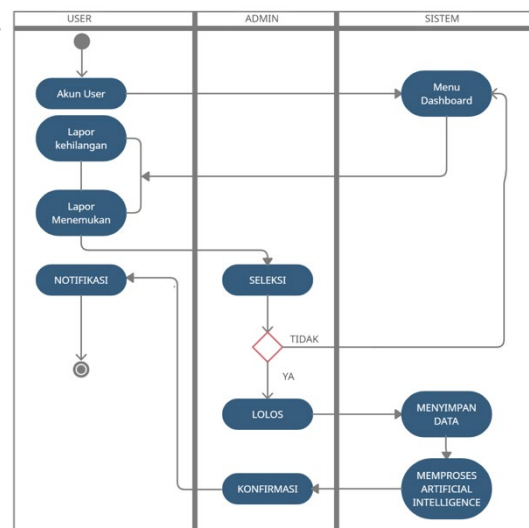 USER
ADMIN
SISTEM
Akun User
Menu
Dashboard
Lapor
kehilangan
Lapor
Menemukan
NOTIFIKASI
SELEKSI
TIDAK
YA
LOLOS
MENYIMPAN
DATA
KONFIRMASI
MEMPROSES
ARTIFICIAL
INTELLIGENCE